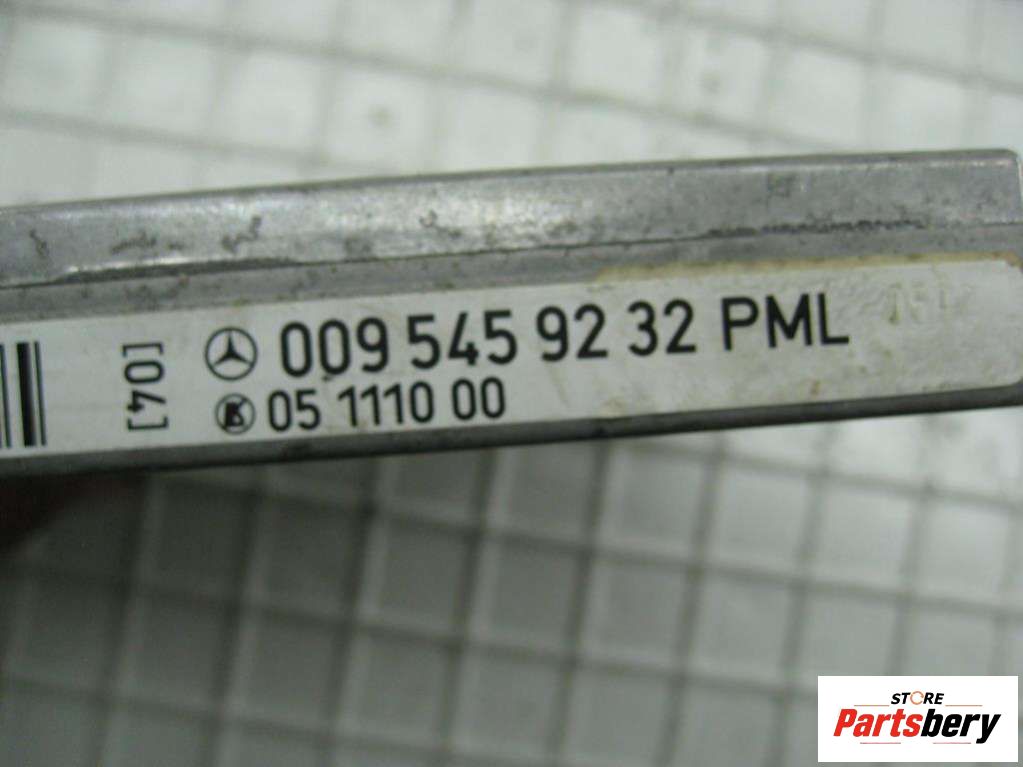 [04]
009 545 92 32 PML
05 1110 00
STORE
Partsbery